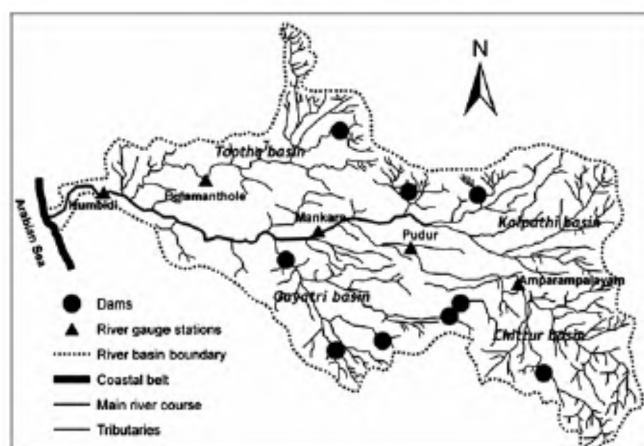 N
Tootha basin
Pulamanthole
Kumbidi
Mankara
Kalpathi basin
Pudur
Arabian Sea
Amparampalayam
Gayatri basin
Chittur basin
Dams
River gauge stations
River basin boundary
Coastal belt
Main river course
Tributaries